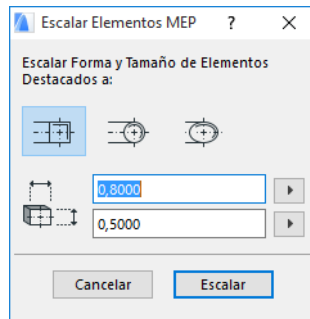 Escalar Elementos MEP ?
Escalar Forma y Tamaño de Elementos
Destacados a:
0,8000
0,5000
Cancelar Escalar